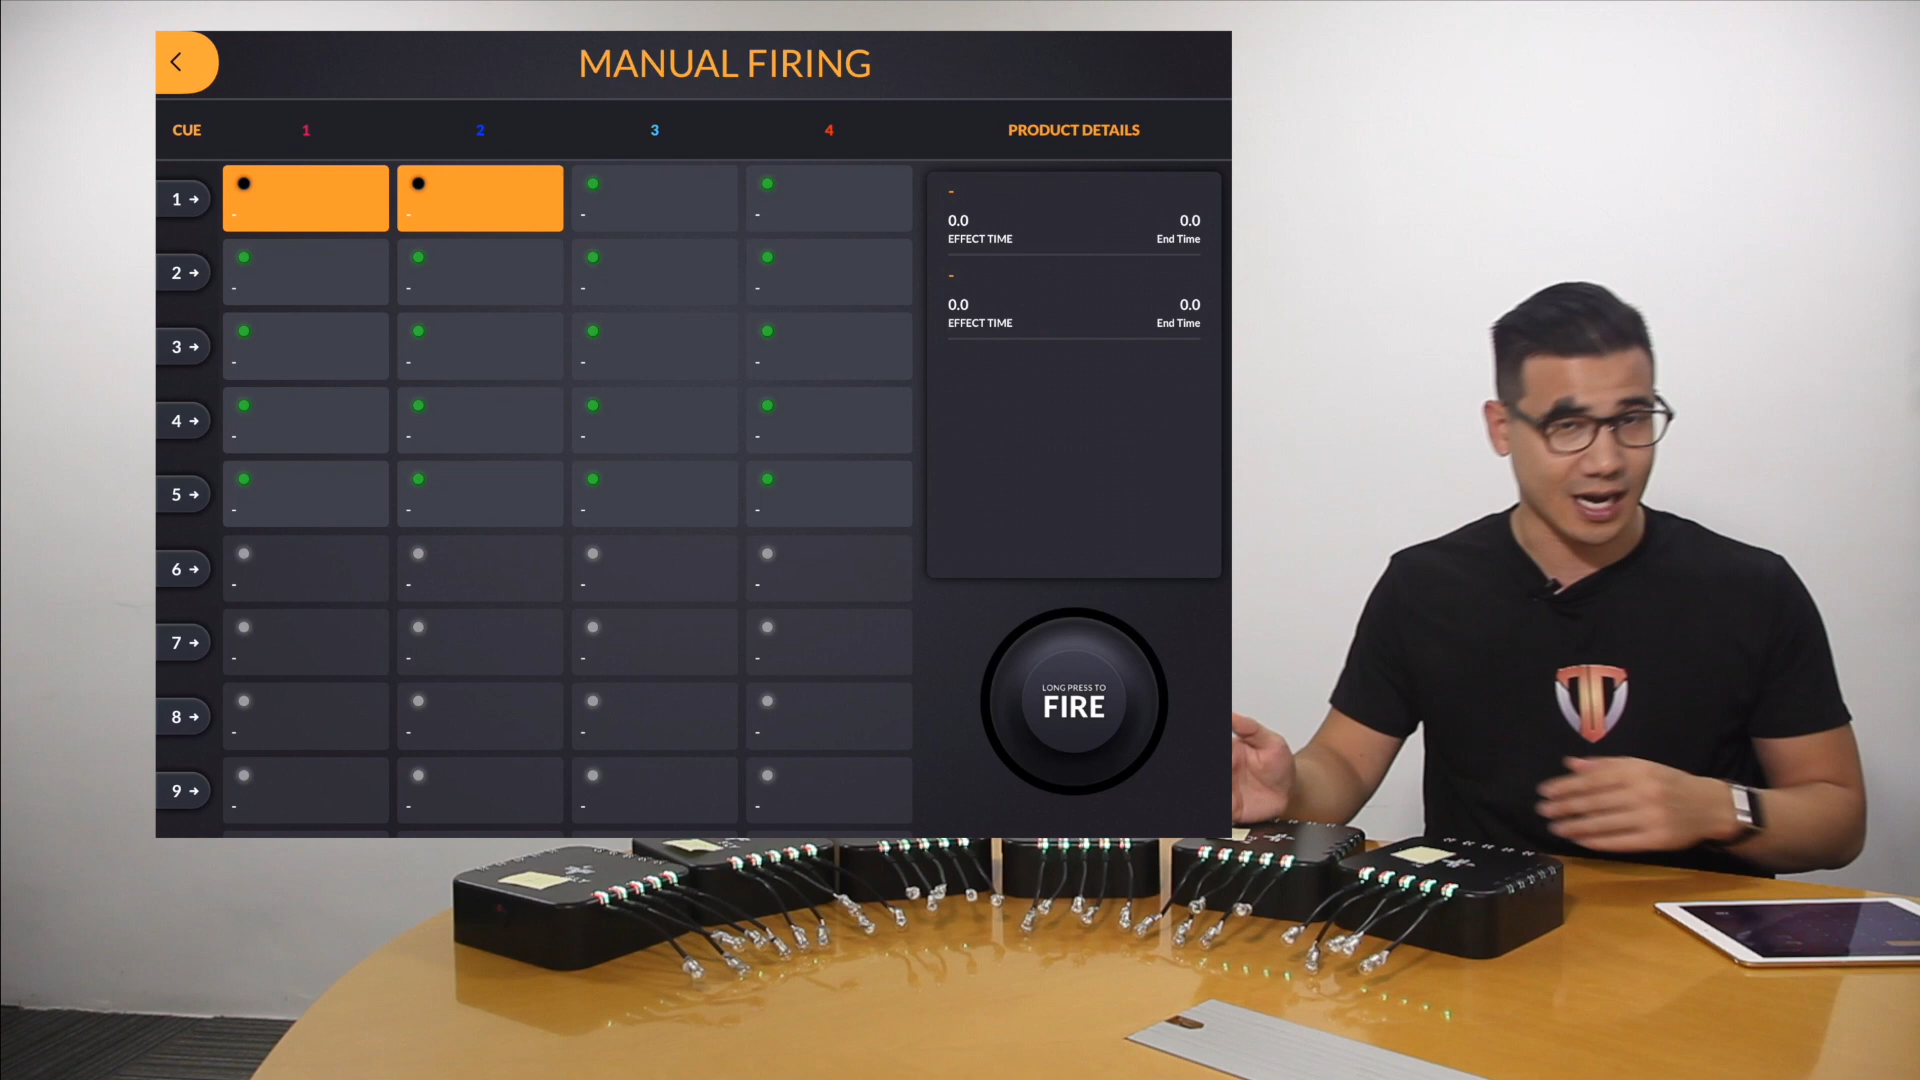 MANUAL FIRING
CUE 1 2 3 4 PRODUCT DETAILS
1 → - - - -
2 → - - - -
3 → - - - -
4 → - - - -
5 → - - - -
6 → - - - -
7 → - - - -
8 → - - - -
9 → - - - -
-
0.0 0.0
EFFECT TIME End Time
-
0.0 0.0
EFFECT TIME End Time
LONG PRESS TO
FIRE